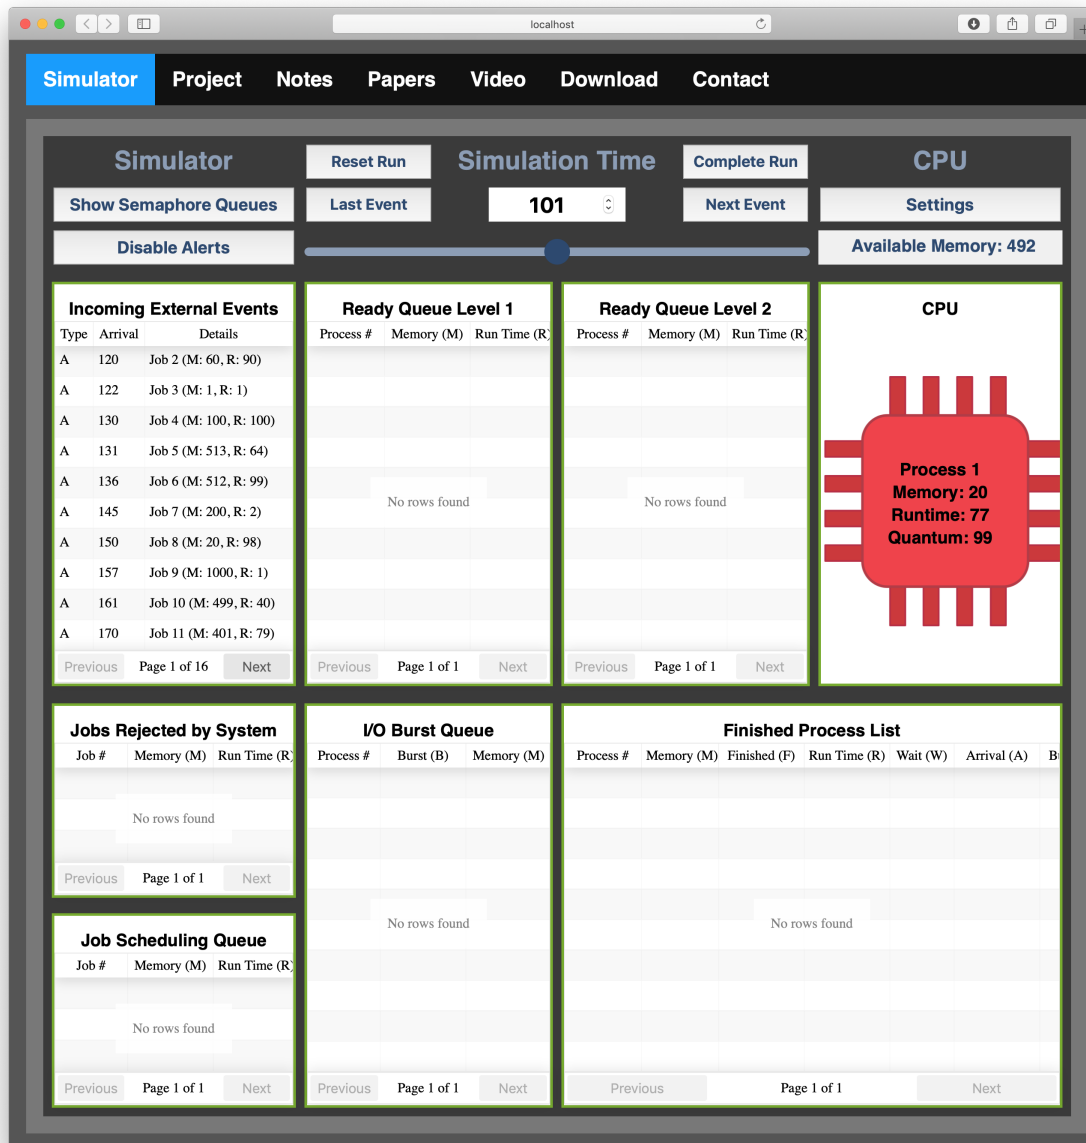 localhost
Simulator Project Notes Papers Video Download Contact
Simulator Reset Run Simulation Time Complete Run CPU
Show Semaphore Queues Last Event 101 Next Event Settings
Disable Alerts Available Memory: 492
Incoming External Events
Type Arrival Details
A 120 Job 2 (M: 60, R: 90)
A 122 Job 3 (M: 1, R: 1)
A 130 Job 4 (M: 100, R: 100)
A 131 Job 5 (M: 513, R: 64)
A 136 Job 6 (M: 512, R: 99)
A 145 Job 7 (M: 200, R: 2)
A 150 Job 8 (M: 20, R: 98)
A 157 Job 9 (M: 1000, R: 1)
A 161 Job 10 (M: 499, R: 40)
A 170 Job 11 (M: 401, R: 79)
Previous Page 1 of 16 Next
Ready Queue Level 1
Process # Memory (M) Run Time (R)
No rows found
Previous Page 1 of 1 Next
Ready Queue Level 2
Process # Memory (M) Run Time (R)
No rows found
Previous Page 1 of 1 Next
CPU
Process 1
Memory: 20
Runtime: 77
Quantum: 99
Jobs Rejected by System
Job # Memory (M) Run Time (R)
No rows found
Previous Page 1 of 1 Next
Job Scheduling Queue
Job # Memory (M) Run Time (R)
No rows found
Previous Page 1 of 1 Next
I/O Burst Queue
Process # Burst (B) Memory (M)
No rows found
Previous Page 1 of 1 Next
Finished Process List
Process # Memory (M) Finished (F) Run Time (R) Wait (W) Arrival (A)
No rows found
Previous Page 1 of 1 Next